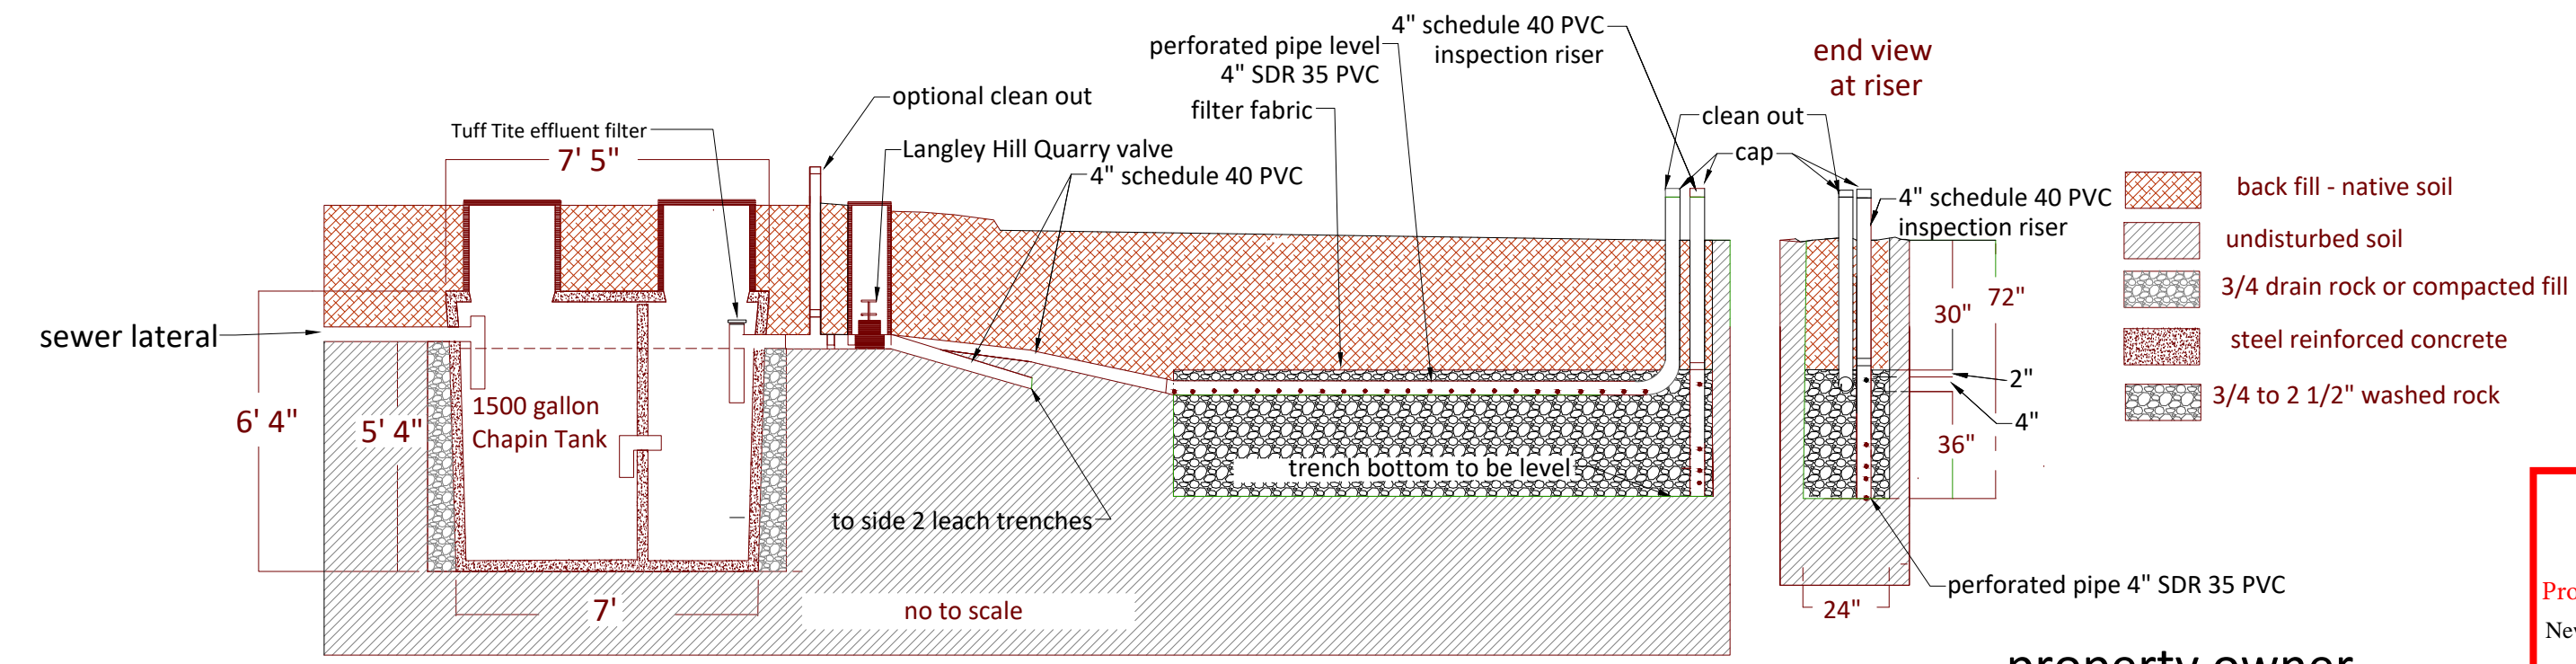 4" schedule 40 PVC
inspection riser
perforated pipe level
4" SDR 35 PVC
filter fabric
end view
at riser
optional clean out
clean out
Tuff Tite effluent filter
7' 5"
Langley Hill Quarry valve
4" schedule 40 PVC
cap
4" schedule 40 PVC
inspection riser
back fill - native soil
undisturbed soil
3/4 drain rock or compacted fill
steel reinforced concrete
3/4 to 2 1/2" washed rock
sewer lateral
6' 4"
5' 4"
1500 gallon
Chapin Tank
72"
30"
2"
4"
36"
trench bottom to be level
to side 2 leach trenches
7'
no to scale
perforated pipe 4" SDR 35 PVC
24"
property owner